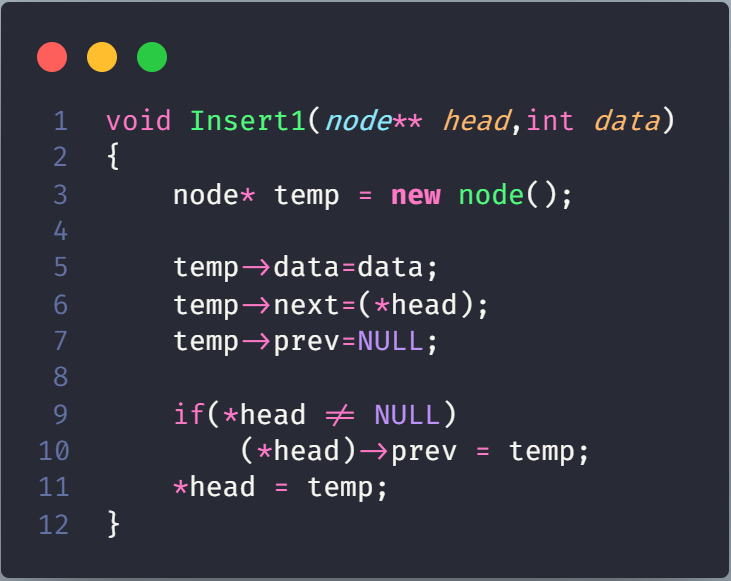 1 void Insert1(node** head,int data)
2 {
3     node* temp = new node();
4
5     temp->data=data;
6     temp->next=(*head);
7     temp->prev=NULL;
8
9     if(*head != NULL)
10         (*head)->prev = temp;
11     *head = temp;
12 }